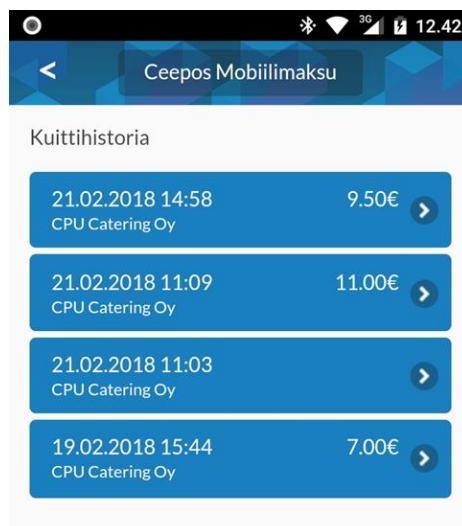 3G 12.42
< Ceepos Mobiilimaksu
Kuittihistoria
21.02.2018 14:58 9.50€
CPU Catering Oy
21.02.2018 11:09 11.00€
CPU Catering Oy
21.02.2018 11:03
CPU Catering Oy
19.02.2018 15:44 7.00€
CPU Catering Oy